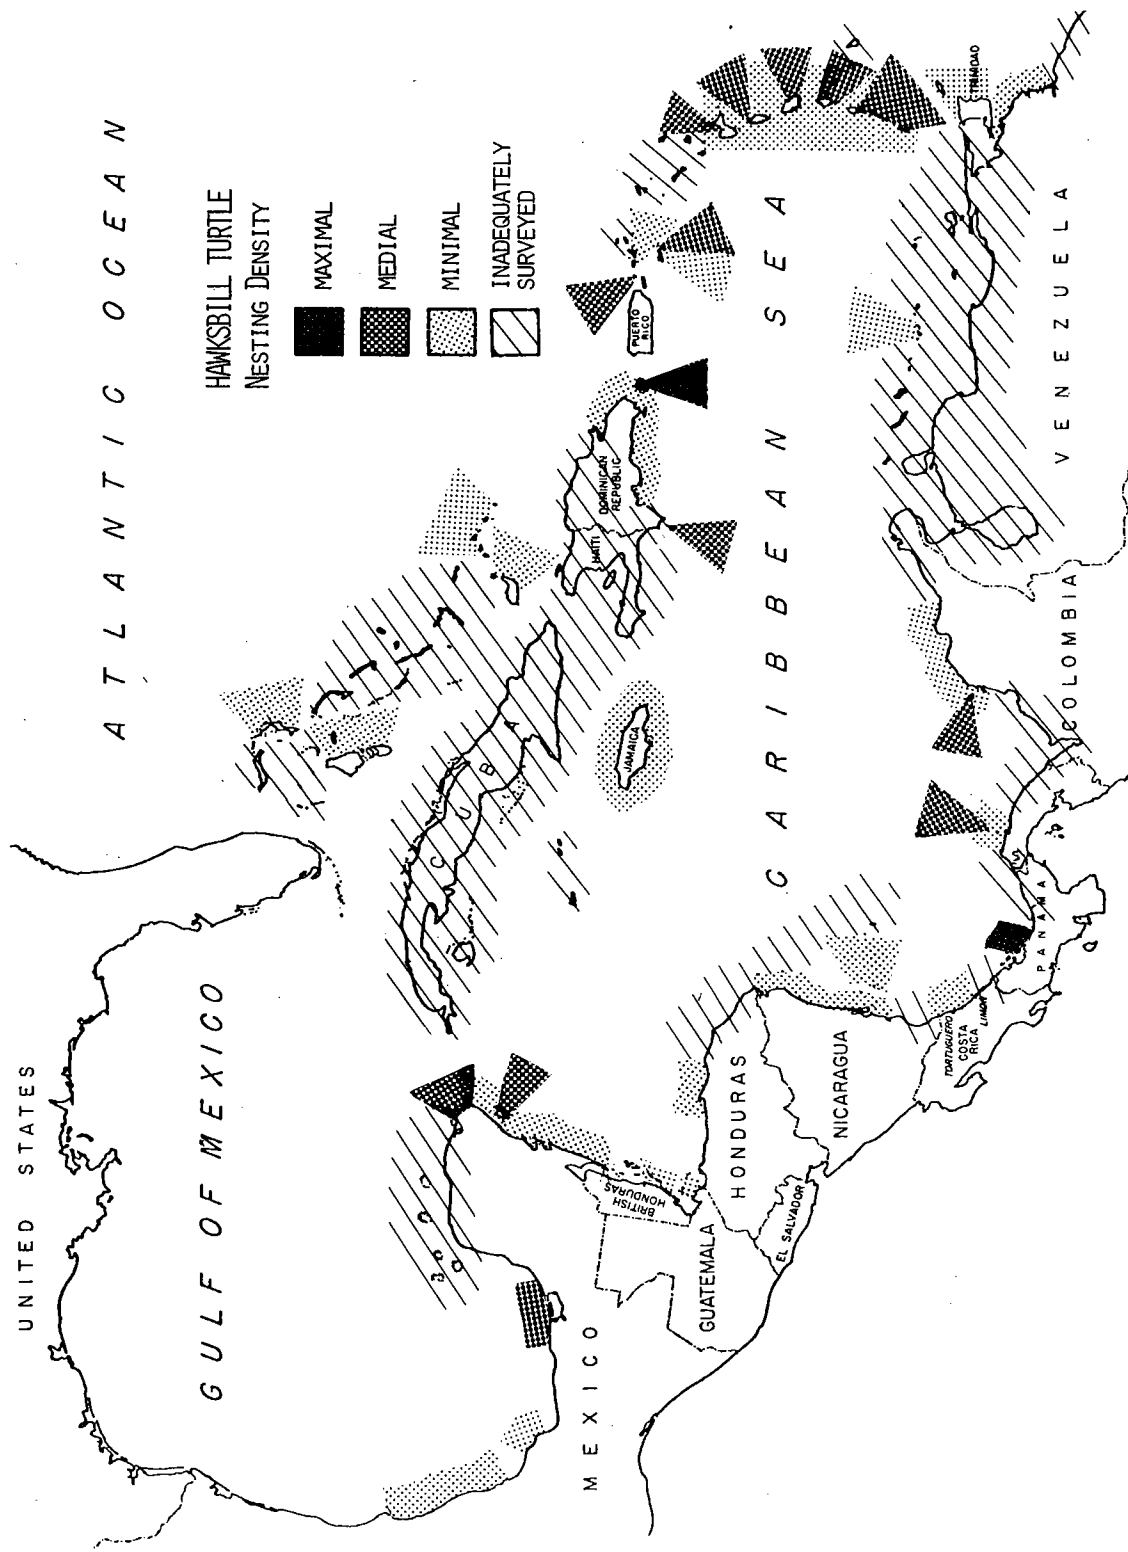 UNITED STATES
ATLANTIC OCEAN
GULF OF MEXICO
HAWKSBILL TURTLE
NESTING DENSITY
MAXIMAL
MEDIAL
MINIMAL
INADEQUATELY
SURVEYED
CUBA
JAMAICA
HAITI
DOMINICAN
REPUBLIC
PUERTO
RICO
MEXICO
BRITISH
HONDURAS
GUATEMALA
HONDURAS
EL SALVADOR
NICARAGUA
TORTUGUERO
COSTA
RICA
LIMON
PANAMA
CARIBBEAN SEA
COLOMBIA
VENEZUELA
TRINIDAD